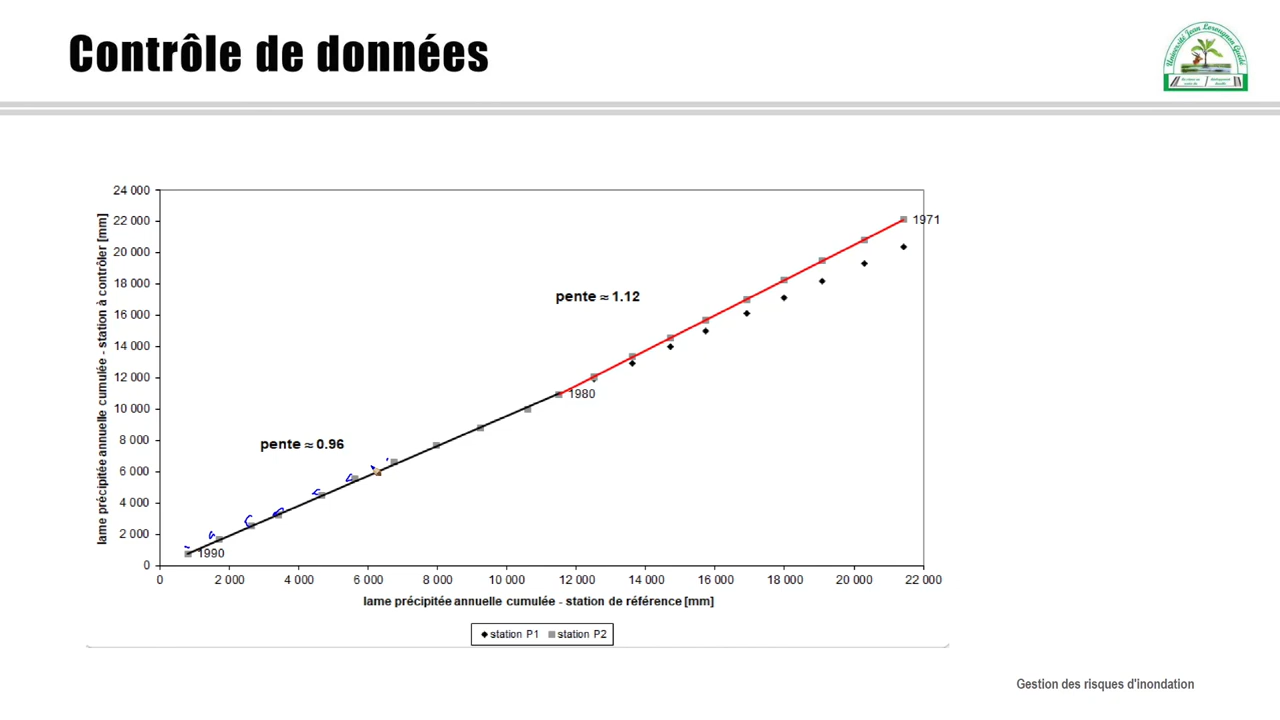 Contrôle de données
Université Jean Lorougnon Guédé
24 000
22 000
20 000
18 000
16 000
14 000
12 000
10 000
8 000
6 000
4 000
2 000
0
lame précipitée annuelle cumulée - station à contrôler [mm]
1971
pente ≈ 1.12
1980
pente ≈ 0.96
1990
0 2 000 4 000 6 000 8 000 10 000 12 000 14 000 16 000 18 000 20 000 22 000
lame précipitée annuelle cumulée - station de référence [mm]
station P1 station P2
Gestion des risques d'inondation